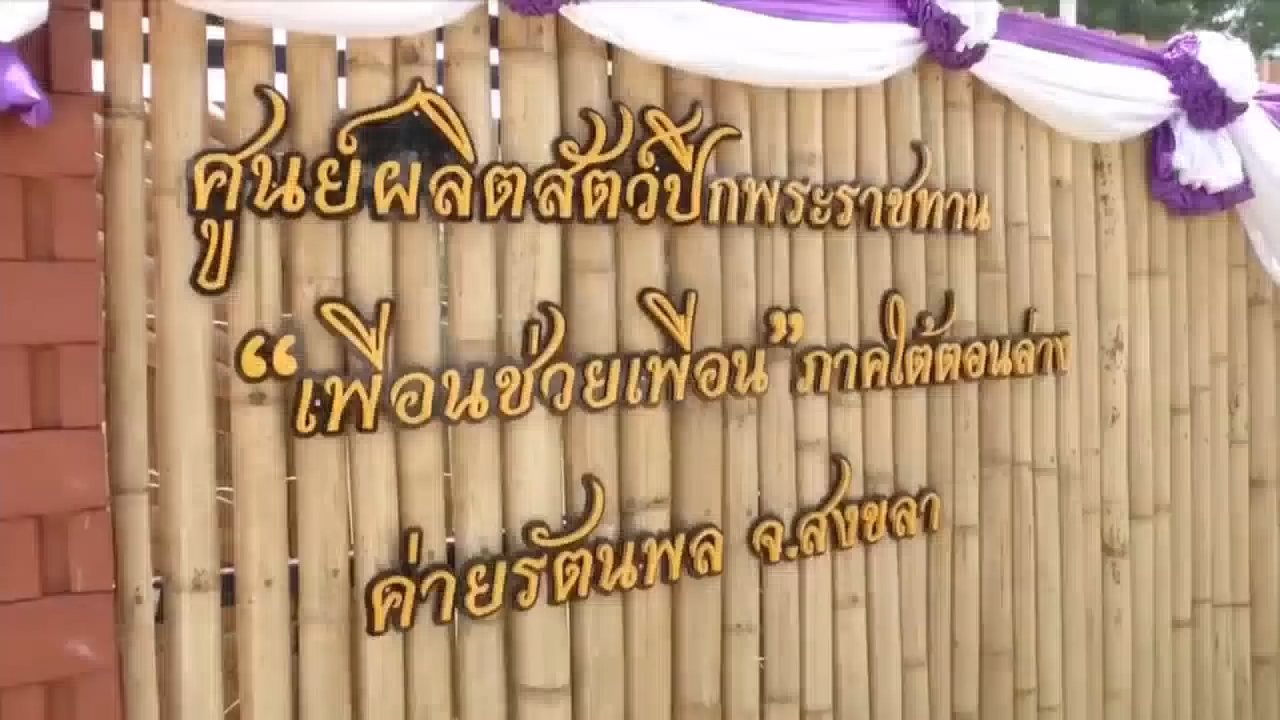 ศูนย์ผลิตสัตว์ปีกพระราชทาน
“เพื่อนช่วยเพื่อน” ภาคใต้ตอนล่าง
ค่ายรัตนพล จ.สงขลา